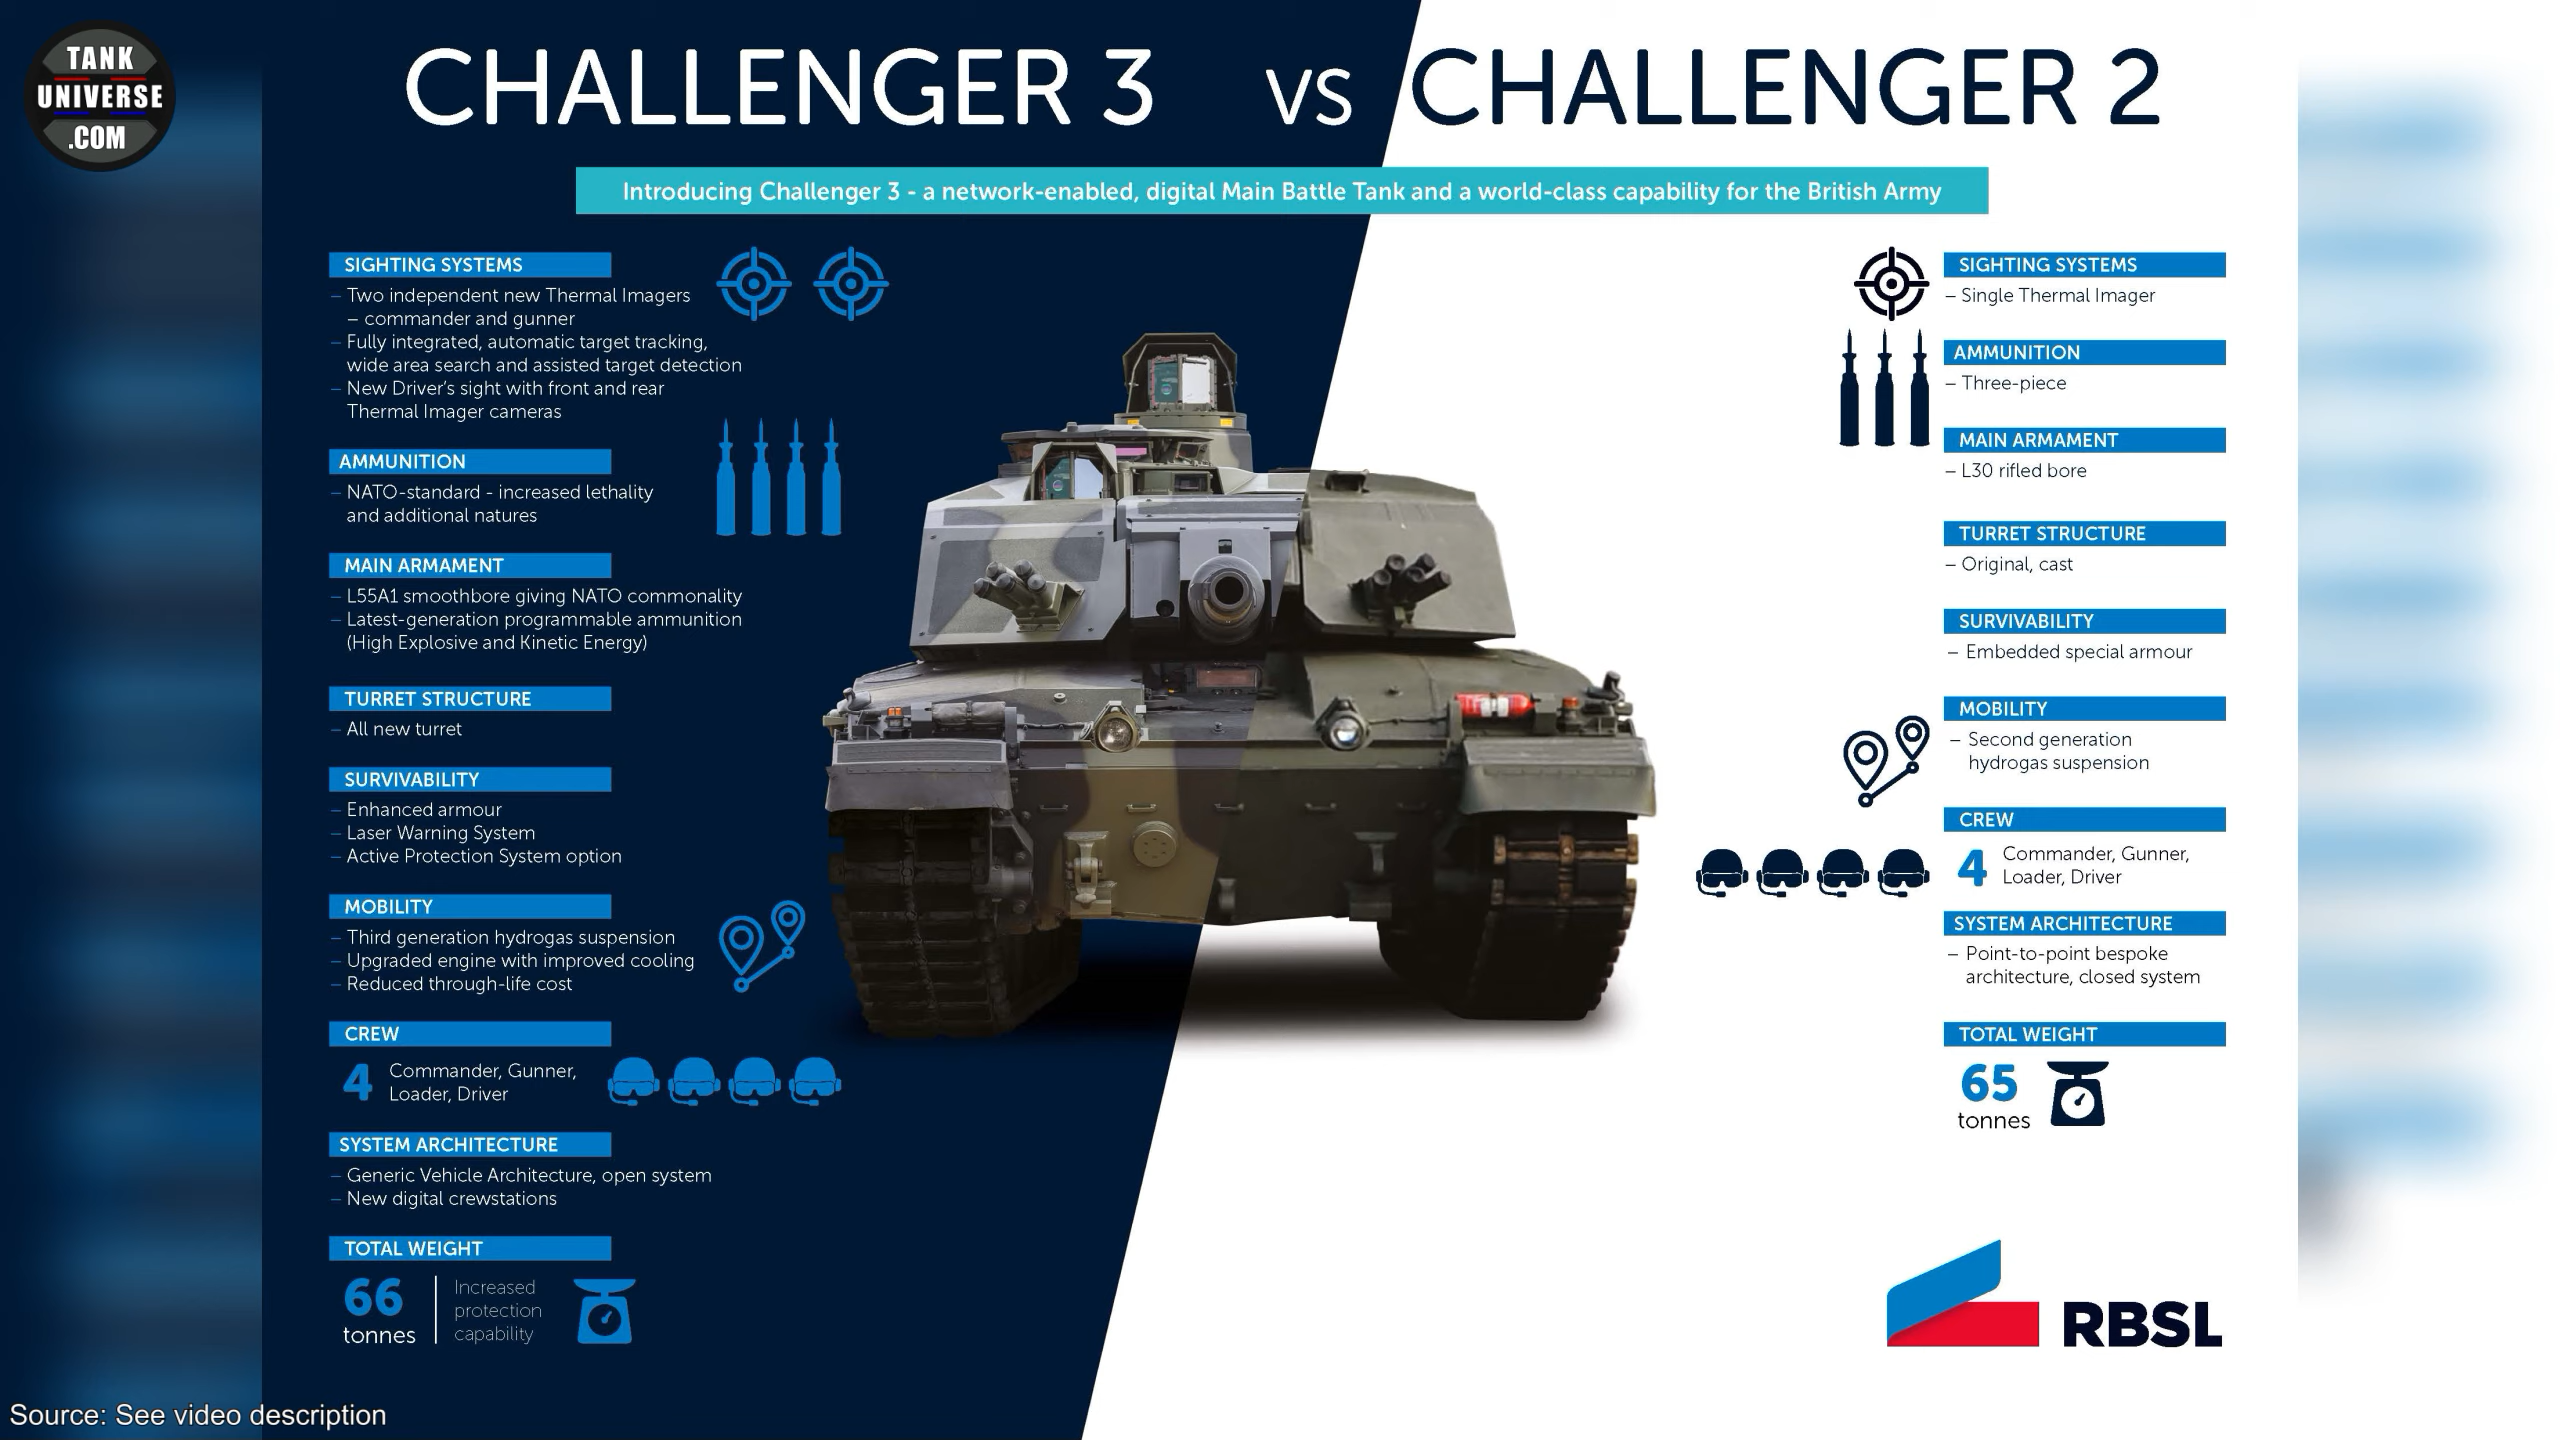 TANK
UNIVERSE
.COM
CHALLENGER 3 VS CHALLENGER 2
Introducing Challenger 3 - a network-enabled, digital Main Battle Tank and a world-class capability for the British Army
SIGHTING SYSTEMS
– Two independent new Thermal Imagers
– commander and gunner
– Fully integrated, automatic target tracking,
wide area search and assisted target detection
– New Driver's sight with front and rear
Thermal Imager cameras
AMMUNITION
– NATO-standard - increased lethality
and additional natures
MAIN ARMAMENT
– L55A1 smoothbore giving NATO commonality
– Latest-generation programmable ammunition
(High Explosive and Kinetic Energy)
TURRET STRUCTURE
– All new turret
SURVIVABILITY
– Enhanced armour
– Laser Warning System
– Active Protection System option
MOBILITY
– Third generation hydrogas suspension
– Upgraded engine with improved cooling
– Reduced through-life cost
CREW
4 Commander, Gunner,
Loader, Driver
SYSTEM ARCHITECTURE
– Generic Vehicle Architecture, open system
– New digital crewstations
TOTAL WEIGHT
66
tonnes
Increased
protection
capability
SIGHTING SYSTEMS
– Single Thermal Imager
AMMUNITION
– Three-piece
MAIN ARMAMENT
– L30 rifled bore
TURRET STRUCTURE
– Original, cast
SURVIVABILITY
– Embedded special armour
MOBILITY
– Second generation
hydrogas suspension
CREW
4 Commander, Gunner,
Loader, Driver
SYSTEM ARCHITECTURE
– Point-to-point bespoke
architecture, closed system
TOTAL WEIGHT
65
tonnes
RBSL
Source: See video description